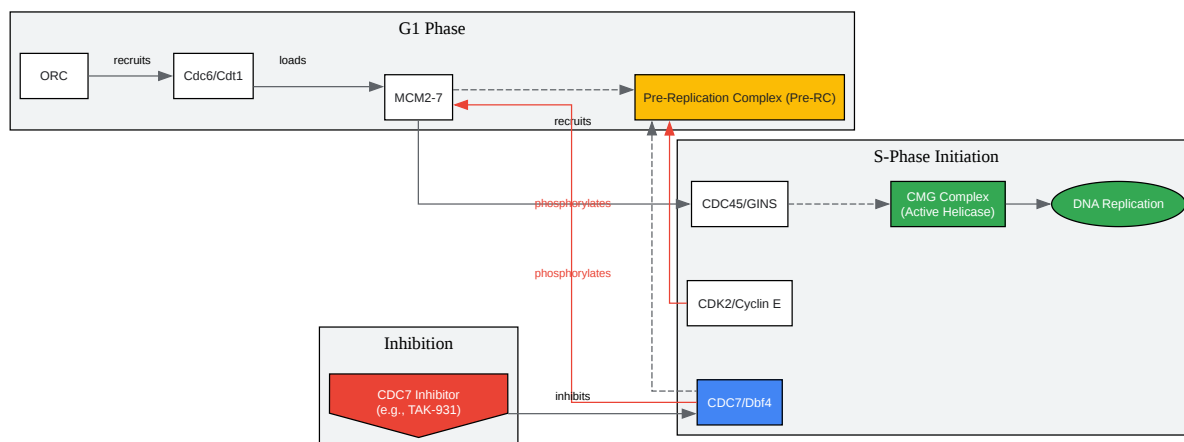 G1 Phase
ORC
recruits
Cdc6/Cdt1
loads
MCM2-7
Pre-Replication Complex (Pre-RC)
recruits
S-Phase Initiation
phosphorylates
CDC45/GINS
CMG Complex
(Active Helicase)
DNA Replication
phosphorylates
CDK2/Cyclin E
Inhibition
CDC7 Inhibitor
(e.g., TAK-931)
inhibits
CDC7/Dbf4